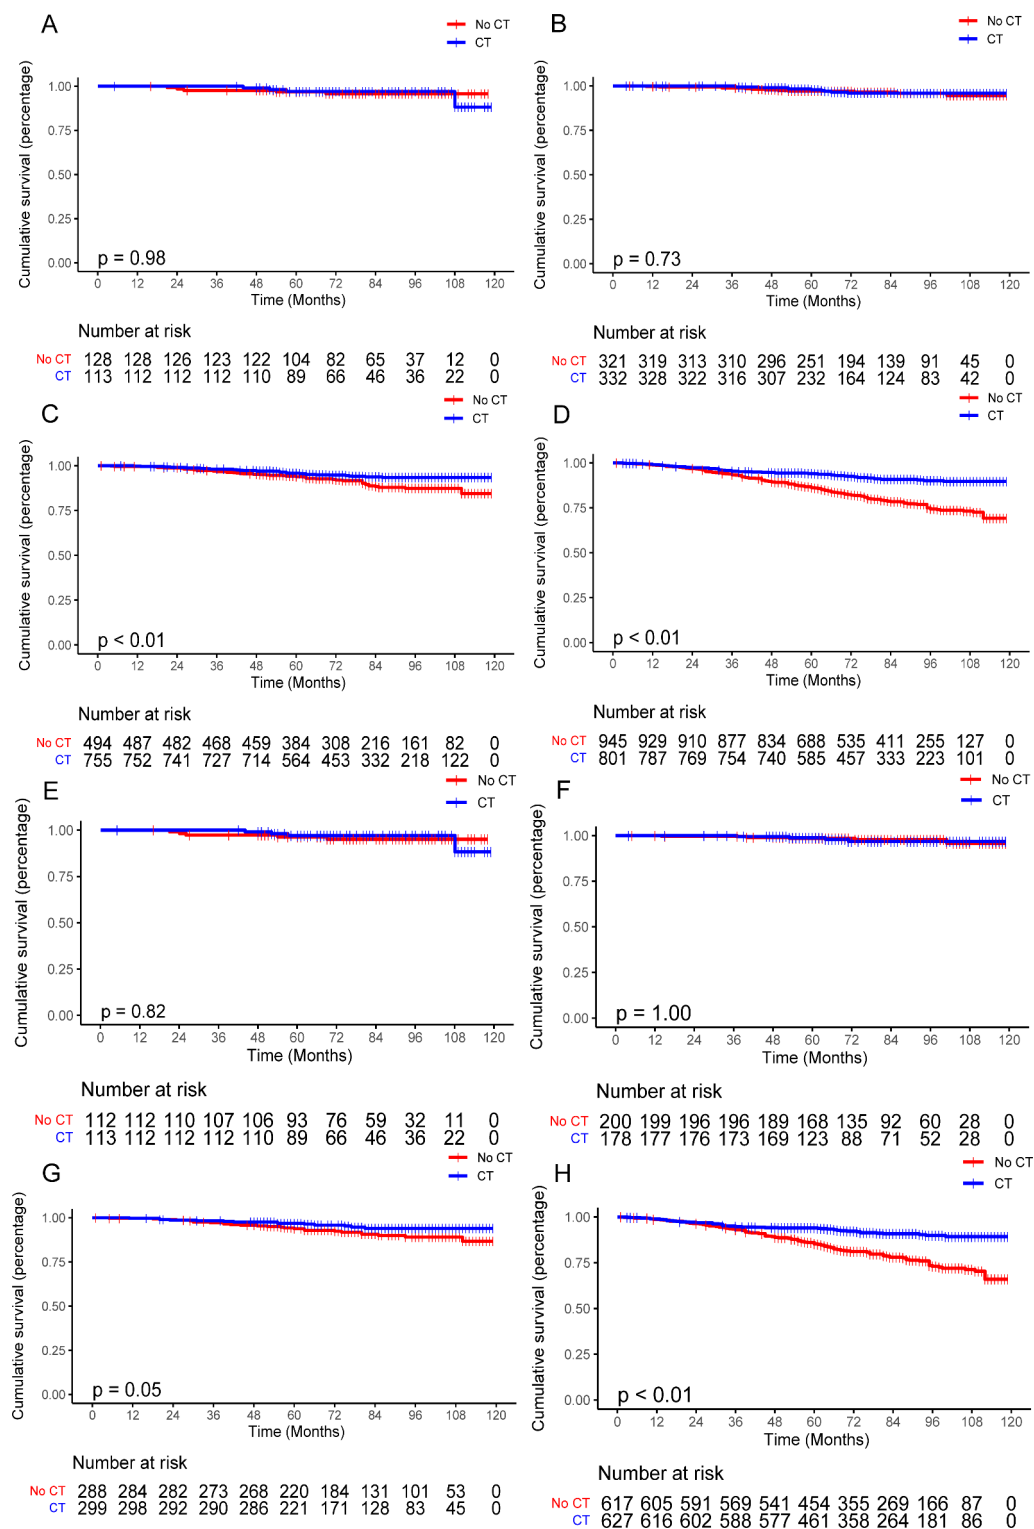 A
No CT
CT
Cumulative survival (percentage)
1.00
0.75
0.50
0.25
0.00
p = 0.98
0 12 24 36 48 60 72 84 96 108 120
Time (Months)
Number at risk
No CT 128 128 126 123 122 104 82 65 37 12 0
CT 113 112 112 112 110 89 66 46 36 22 0
B
No CT
CT
Cumulative survival (percentage)
1.00
0.75
0.50
0.25
0.00
p = 0.73
0 12 24 36 48 60 72 84 96 108 120
Time (Months)
Number at risk
No CT 321 319 313 310 296 251 194 139 91 45 0
CT 332 328 322 316 307 232 164 124 83 42 0
C
No CT
CT
Cumulative survival (percentage)
1.00
0.75
0.50
0.25
0.00
p < 0.01
0 12 24 36 48 60 72 84 96 108 120
Time (Months)
Number at risk
No CT 494 487 482 468 459 384 308 216 161 82 0
CT 755 752 741 727 714 564 453 332 218 122 0
D
No CT
CT
Cumulative survival (percentage)
1.00
0.75
0.50
0.25
0.00
p < 0.01
0 12 24 36 48 60 72 84 96 108 120
Time (Months)
Number at risk
No CT 945 929 910 877 834 688 535 411 255 127 0
CT 801 787 769 754 740 585 457 333 223 101 0
E
No CT
CT
Cumulative survival (percentage)
1.00
0.75
0.50
0.25
0.00
p = 0.82
0 12 24 36 48 60 72 84 96 108 120
Time (Months)
Number at risk
No CT 112 112 110 107 106 93 76 59 32 11 0
CT 113 112 112 112 110 89 66 46 36 22 0
F
No CT
CT
Cumulative survival (percentage)
1.00
0.75
0.50
0.25
0.00
p = 1.00
0 12 24 36 48 60 72 84 96 108 120
Time (Months)
Number at risk
No CT 200 199 196 196 189 168 135 92 60 28 0
CT 178 177 176 173 169 123 88 71 52 28 0
G
No CT
CT
Cumulative survival (percentage)
1.00
0.75
0.50
0.25
0.00
p = 0.05
0 12 24 36 48 60 72 84 96 108 120
Time (Months)
Number at risk
No CT 288 284 282 273 268 220 184 131 101 53 0
CT 299 298 292 290 286 221 171 128 83 45 0
H
No CT
CT
Cumulative survival (percentage)
1.00
0.75
0.50
0.25
0.00
p < 0.01
0 12 24 36 48 60 72 84 96 108 120
Time (Months)
Number at risk
No CT 617 605 591 569 541 454 355 269 166 87 0
CT 627 616 602 588 577 461 358 264 181 86 0